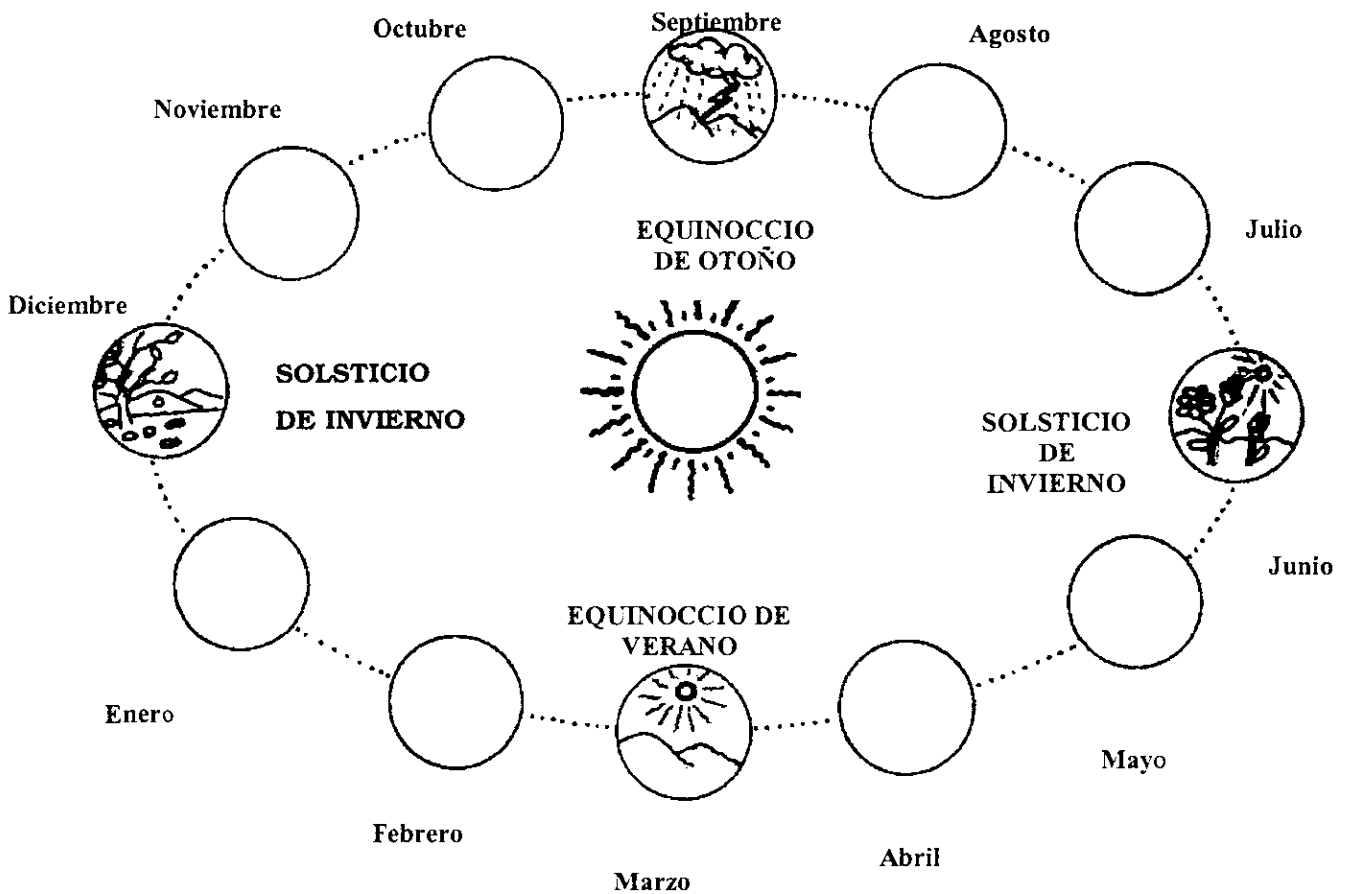 Septiembre
Octubre
Agosto
Noviembre
Julio
EQUINOCCIO
DE OTOÑO
Diciembre
SOLSTICIO
DE INVIERNO
SOLSTICIO
DE
INVIERNO
Junio
EQUINOCCIO DE
VERANO
Enero
Mayo
Febrero
Abril
Marzo